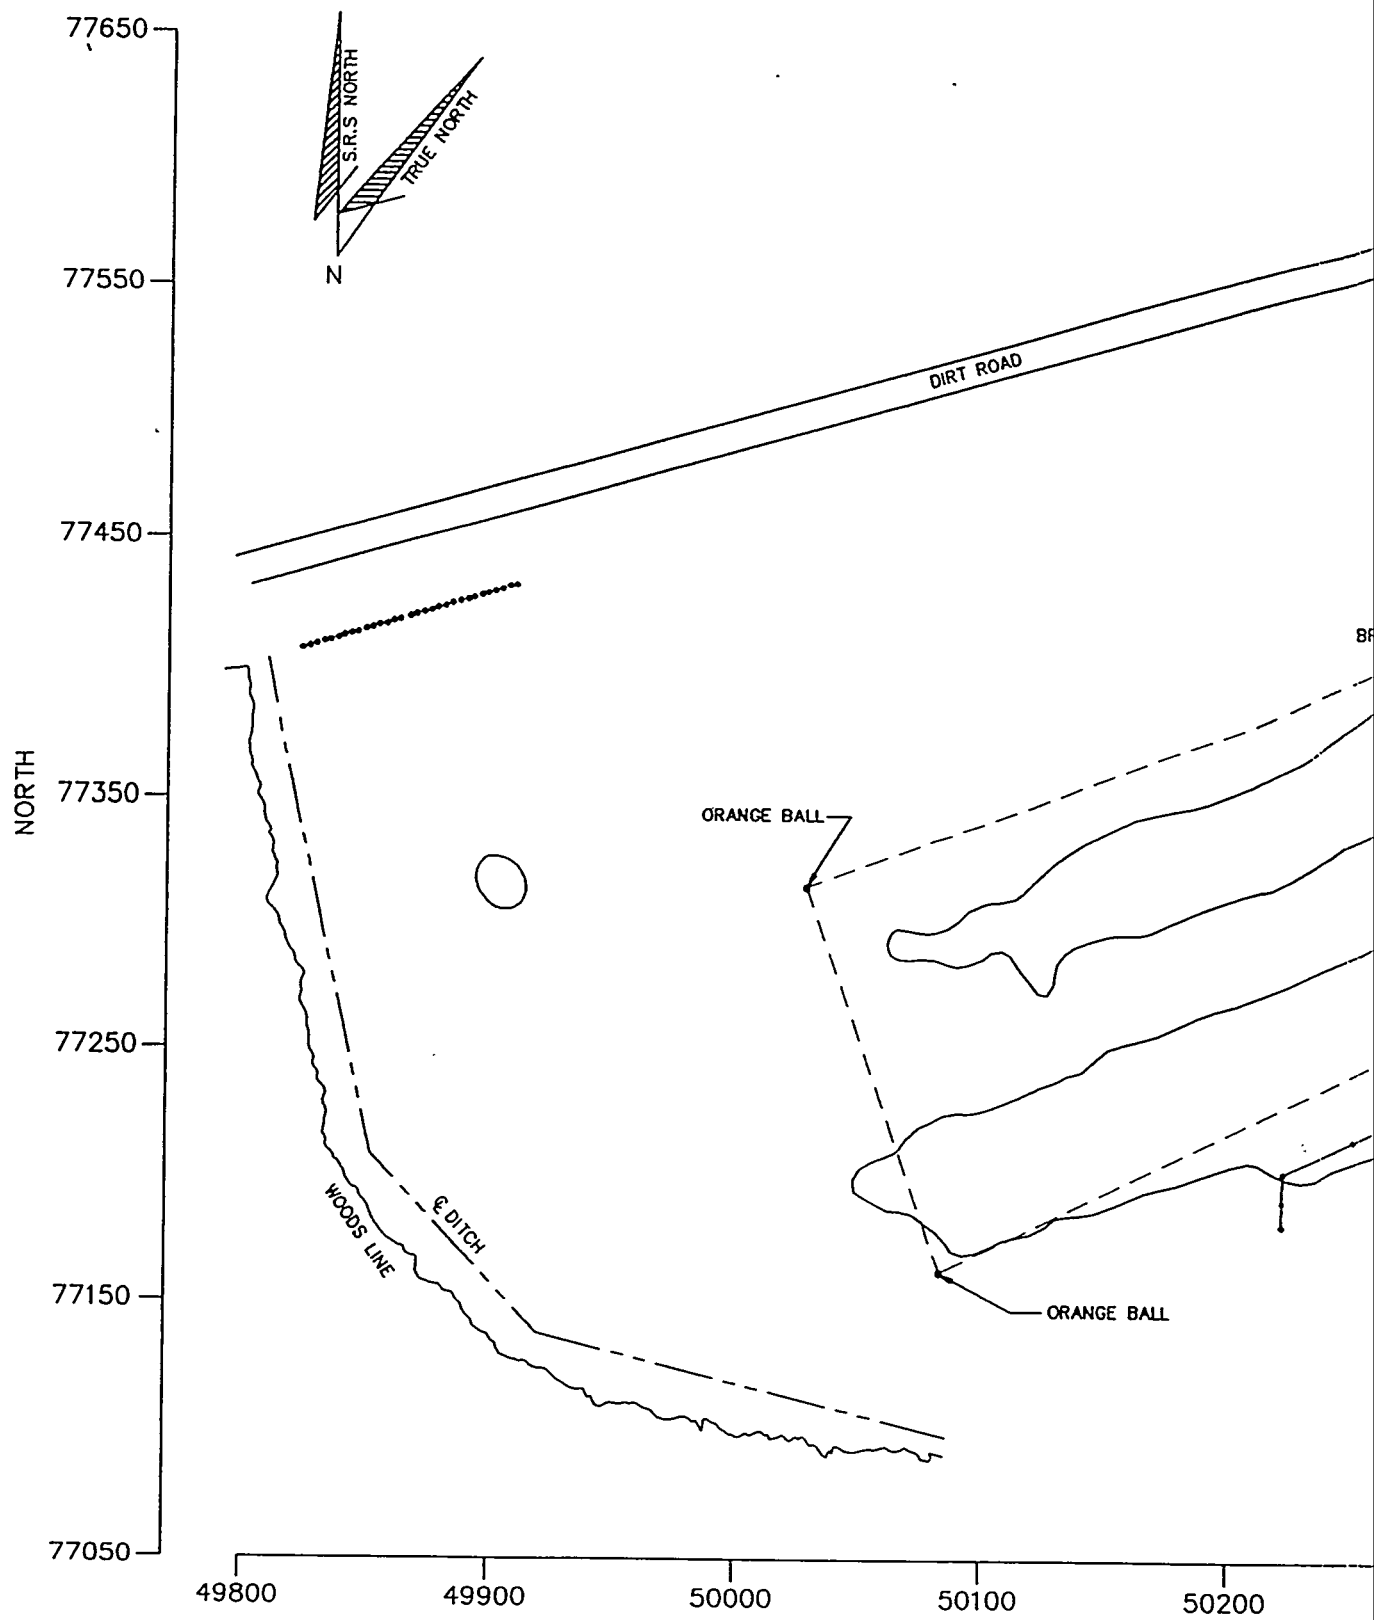 77650
S.R.S NORTH
TRUE NORTH
N
77550
DIRT ROAD
77450
BR
NORTH
77350
ORANGE BALL
77250
WOODS LINE
℄ DITCH
77150
ORANGE BALL
77050
49800 49900 50000 50100 50200